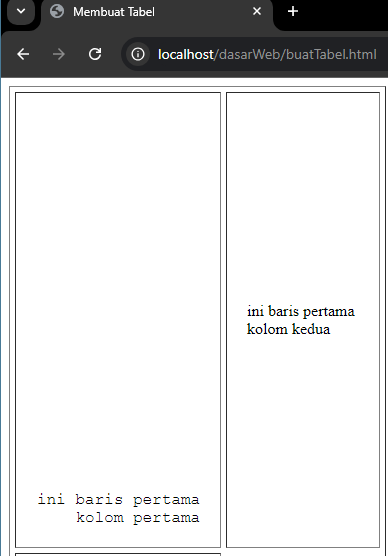 Membuat Tabel
localhost/dasarWeb/buatTabel.html
ini baris pertama
kolom kedua
ini baris pertama
kolom pertama